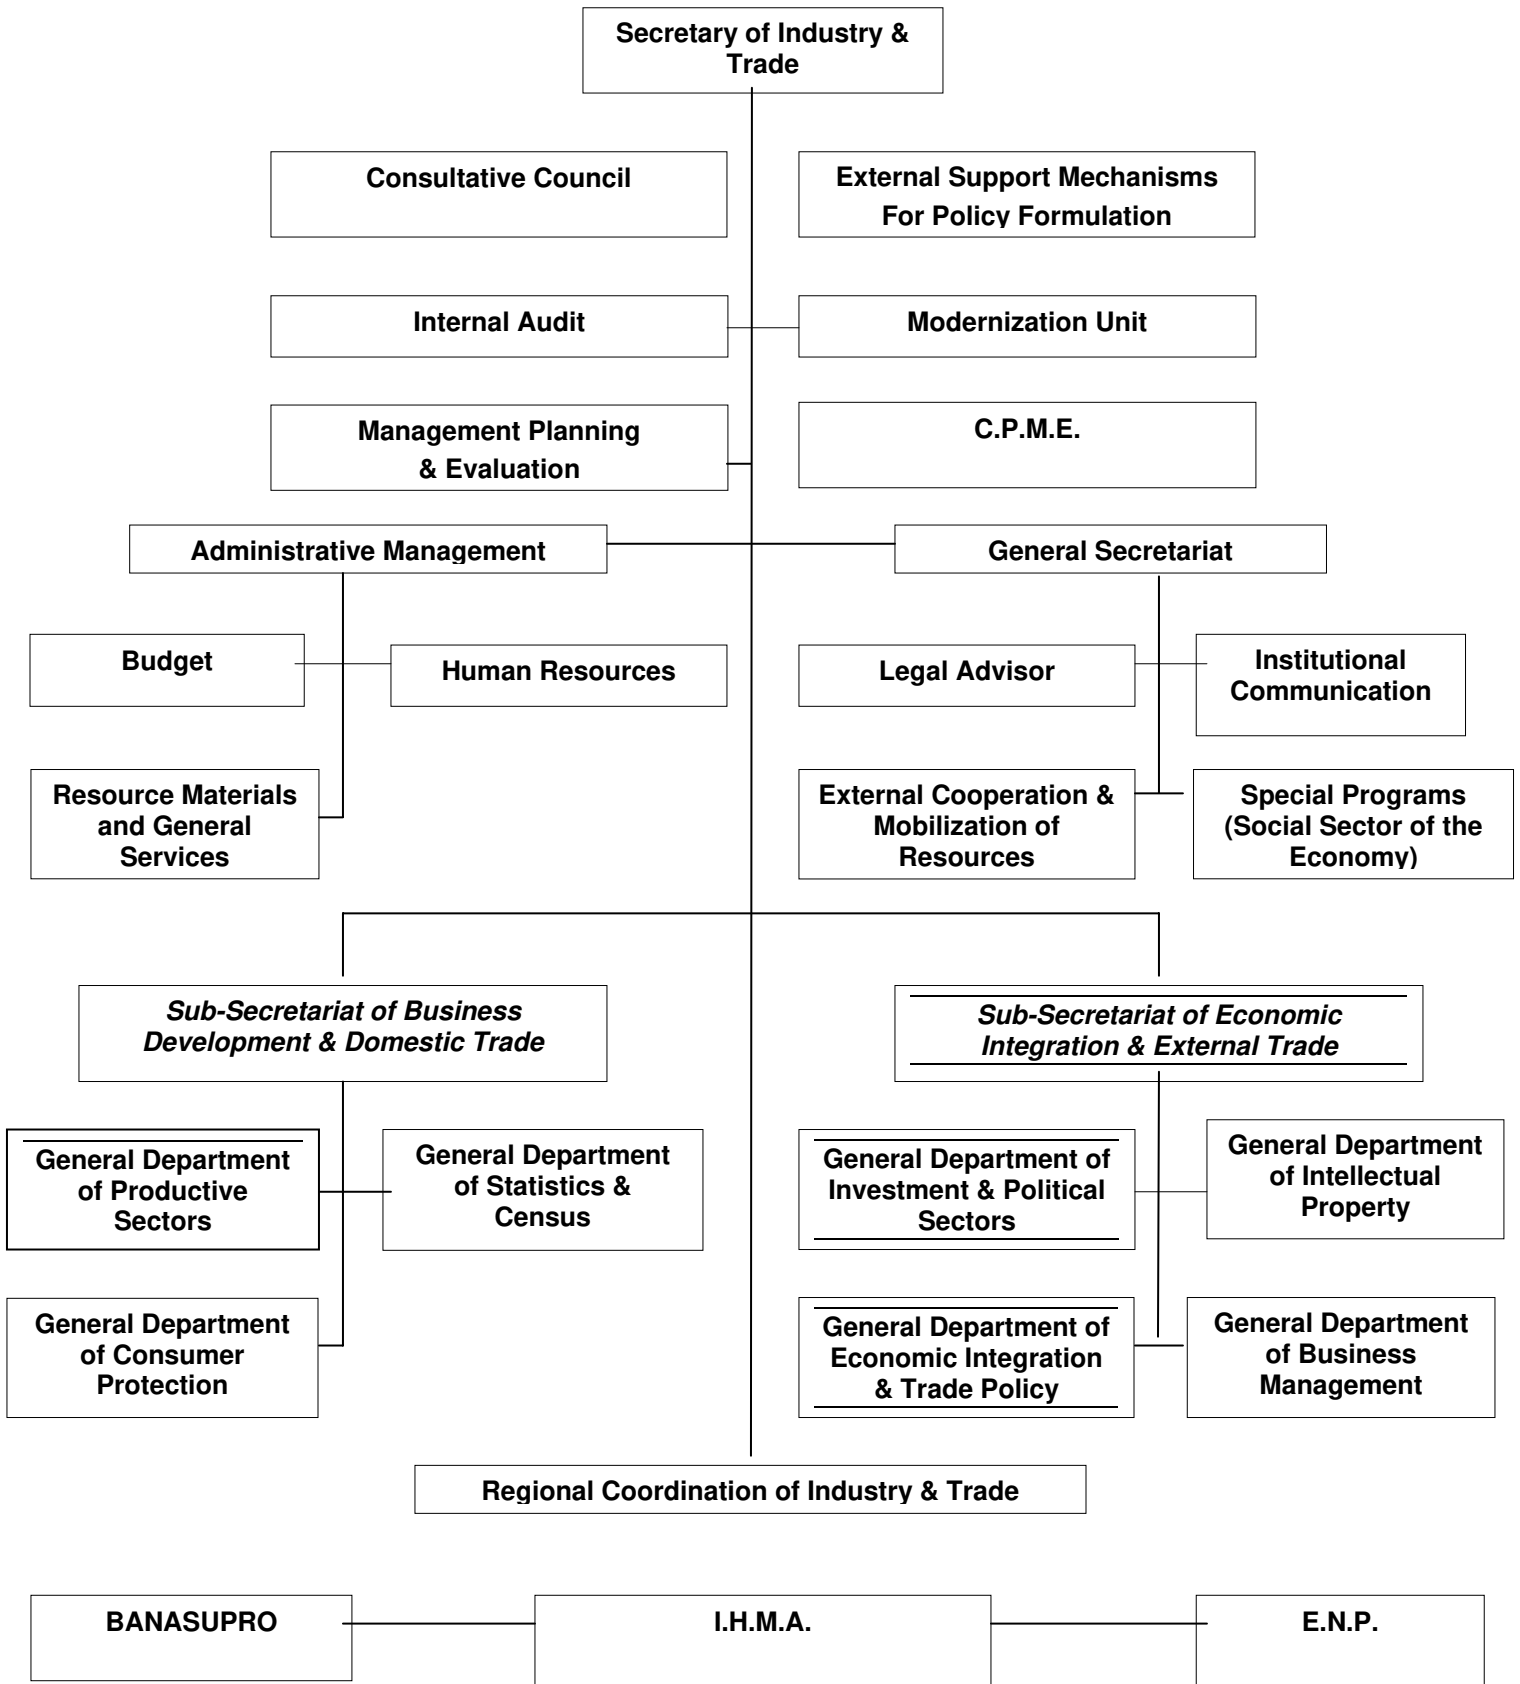 Secretary of Industry &
Trade
Consultative Council
External Support Mechanisms
For Policy Formulation
Internal Audit
Modernization Unit
Management Planning
& Evaluation
C.P.M.E.
Administrative Management
General Secretariat
Budget
Human Resources
Legal Advisor
Institutional
Communication
Resource Materials
and General
Services
External Cooperation &
Mobilization of
Resources
Special Programs
(Social Sector of the
Economy)
Sub-Secretariat of Business
Development & Domestic Trade
Sub-Secretariat of Economic
Integration & External Trade
General Department
of Productive
Sectors
General Department
of Statistics &
Census
General Department of
Investment & Political
Sectors
General Department
of Intellectual
Property
General Department
of Consumer
Protection
General Department of
Economic Integration
& Trade Policy
General Department
of Business
Management
Regional Coordination of Industry & Trade
BANASUPRO
I.H.M.A.
E.N.P.